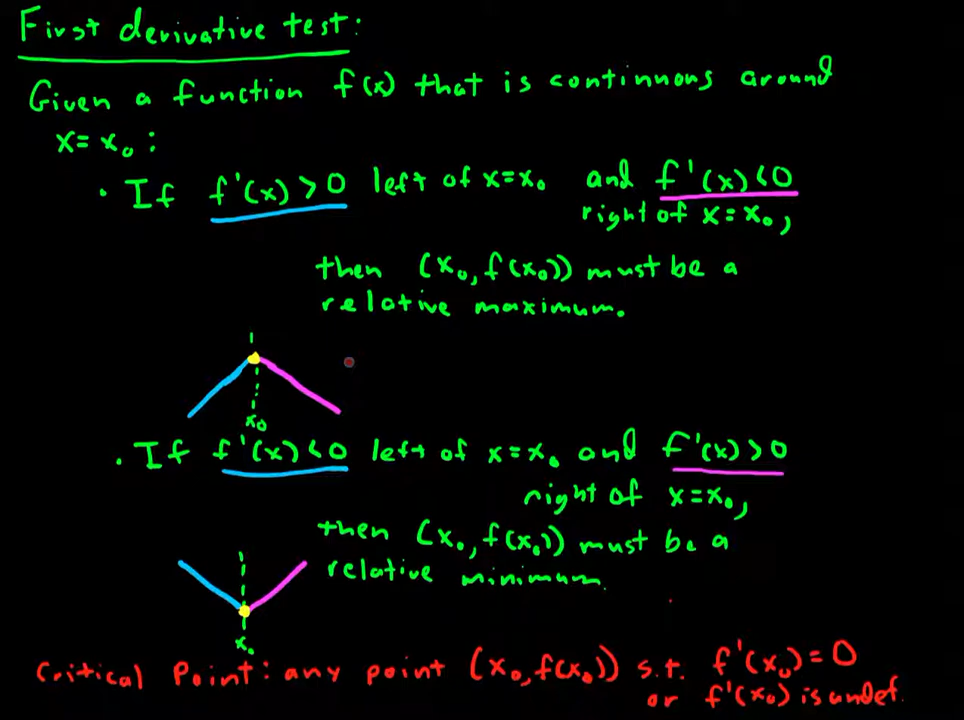 First derivative test:
Given a function f(x) that is continuous around
x=x₀:
• If f'(x)>0 left of x=x₀ and f'(x)<0
right of x=x₀,
then (x₀,f(x₀)) must be a
relative maximum.
x₀
• If f'(x)<0 left of x=x₀ and f'(x)>0
right of x=x₀,
then (x₀,f(x₀)) must be a
relative minimum.
x₀
Critical Point: any point (x₀,f(x₀)) s.t. f'(x₀)=0
or f'(x₀) is undef.